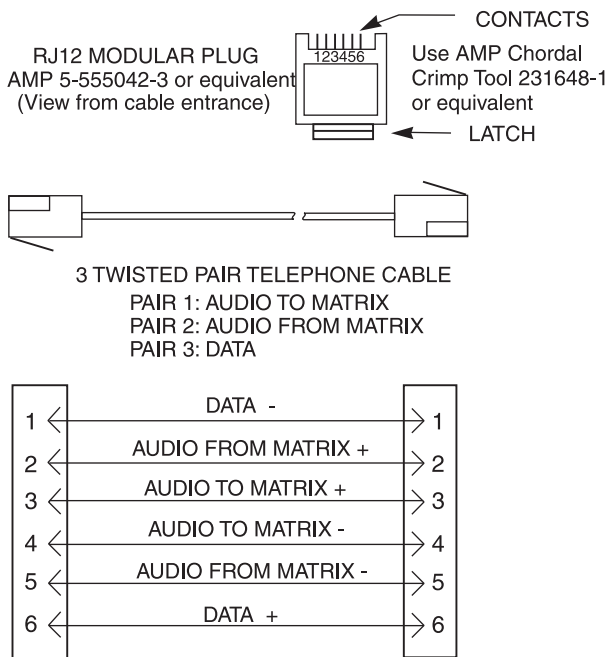 CONTACTS
RJ12 MODULAR PLUG
AMP 5-555042-3 or equivalent
(View from cable entrance)
123456
Use AMP Chordal
Crimp Tool 231648-1
or equivalent
LATCH
3 TWISTED PAIR TELEPHONE CABLE
PAIR 1: AUDIO TO MATRIX
PAIR 2: AUDIO FROM MATRIX
PAIR 3: DATA
1 DATA - 1
2 AUDIO FROM MATRIX + 2
3 AUDIO TO MATRIX + 3
4 AUDIO TO MATRIX - 4
5 AUDIO FROM MATRIX - 5
6 DATA + 6